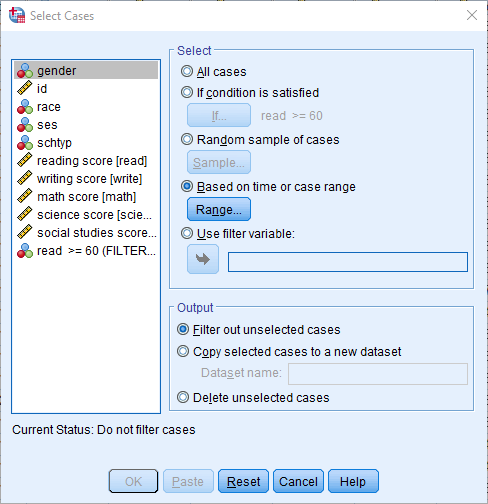 Select Cases
gender
id
race
ses
schtyp
reading score [read]
writing score [write]
math score [math]
science score [scie...
social studies score...
read >= 60 (FILTER...
Select
All cases
If condition is satisfied
If... read >= 60
Random sample of cases
Sample...
Based on time or case range
Range...
Use filter variable:
Output
Filter out unselected cases
Copy selected cases to a new dataset
Dataset name:
Delete unselected cases
Current Status: Do not filter cases
OK Paste Reset Cancel Help